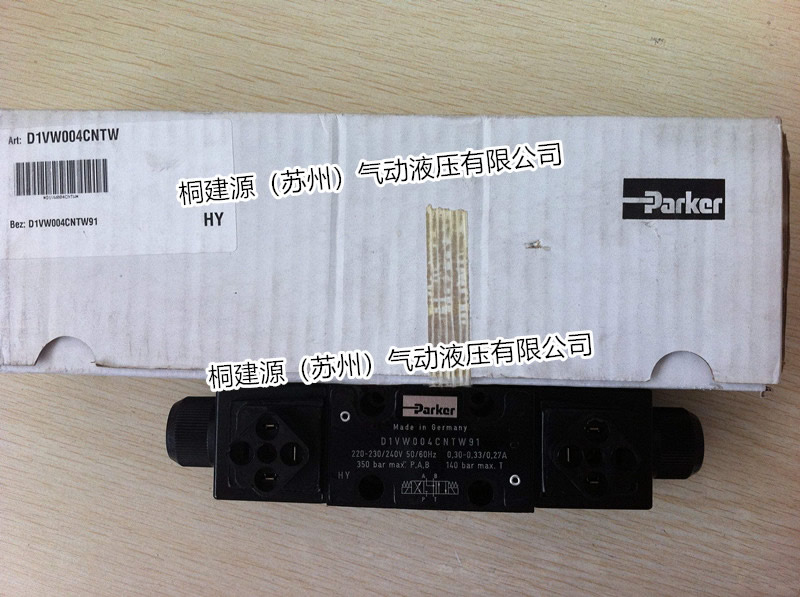 Art: D1VW004CNTW
*D1VW004CNTW*
Bez: D1VW004CNTW91
HY
Parker
桐建源（苏州）气动液压有限公司
桐建源（苏州）气动液压有限公司
Parker
Made in Germany
D1VW004CNTW91
220-230/240V 50/60Hz 0,30-0,33/0,27A
350 bar max. P,A,B 140 bar max. T
HY
A B
P T